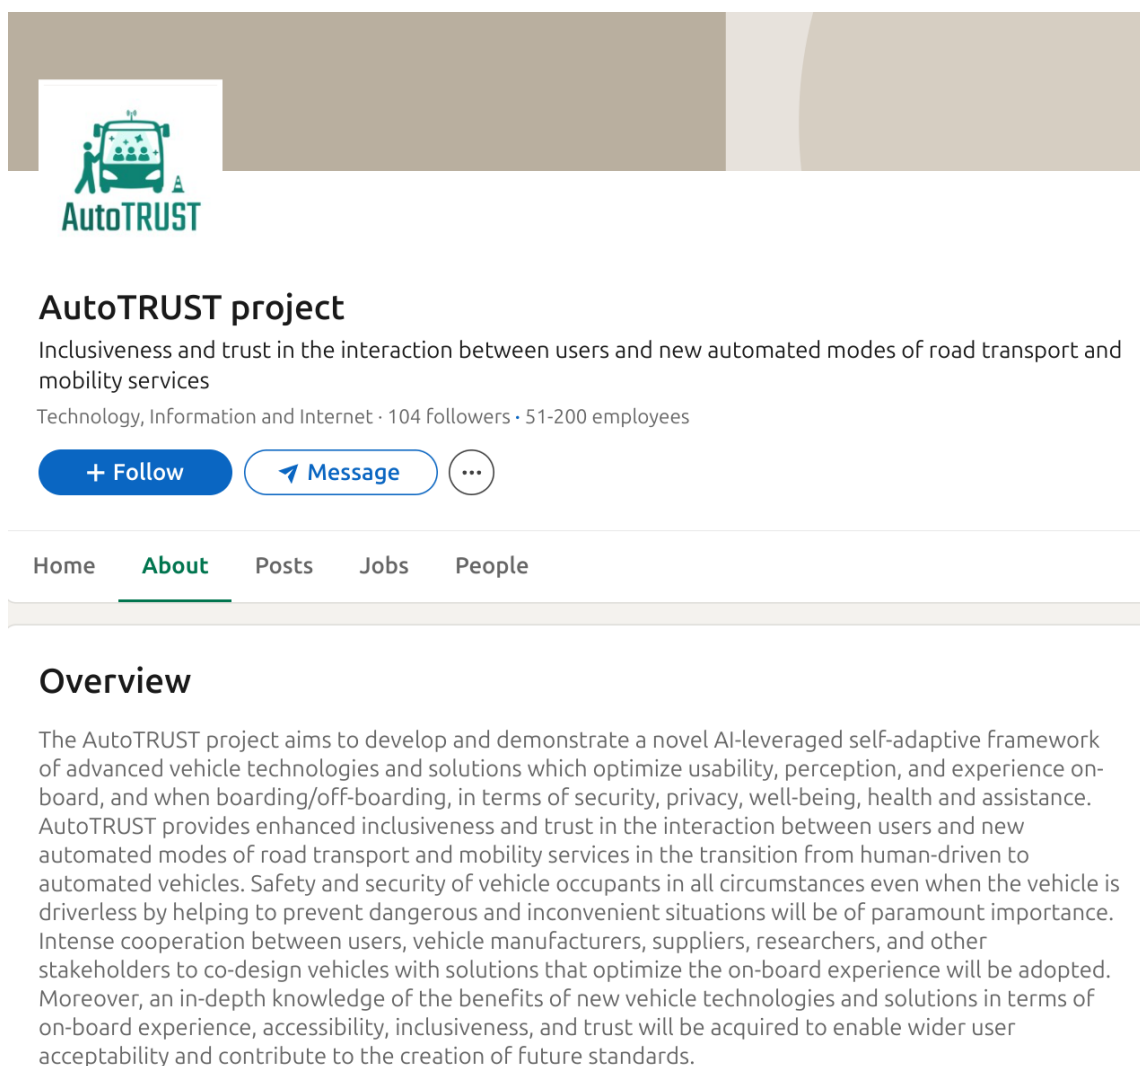 AutoTRUST
AutoTRUST project
Inclusiveness and trust in the interaction between users and new automated modes of road transport and
mobility services
Technology, Information and Internet · 104 followers · 51-200 employees
+ Follow
Message
Home About Posts Jobs People
Overview
The AutoTRUST project aims to develop and demonstrate a novel AI-leveraged self-adaptive framework
of advanced vehicle technologies and solutions which optimize usability, perception, and experience on-
board, and when boarding/off-boarding, in terms of security, privacy, well-being, health and assistance.
AutoTRUST provides enhanced inclusiveness and trust in the interaction between users and new
automated modes of road transport and mobility services in the transition from human-driven to
automated vehicles. Safety and security of vehicle occupants in all circumstances even when the vehicle is
driverless by helping to prevent dangerous and inconvenient situations will be of paramount importance.
Intense cooperation between users, vehicle manufacturers, suppliers, researchers, and other
stakeholders to co-design vehicles with solutions that optimize the on-board experience will be adopted.
Moreover, an in-depth knowledge of the benefits of new vehicle technologies and solutions in terms of
on-board experience, accessibility, inclusiveness, and trust will be acquired to enable wider user
acceptability and contribute to the creation of future standards.